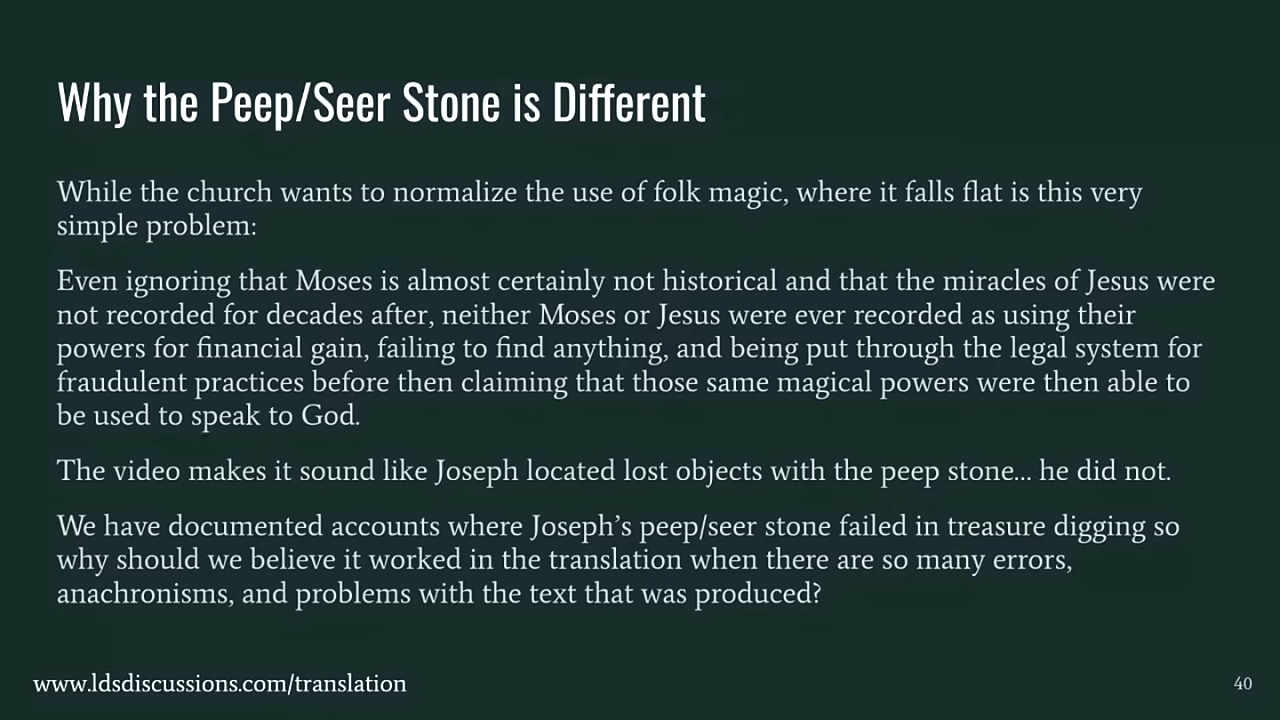 Why the Peep/Seer Stone is Different
While the church wants to normalize the use of folk magic, where it falls flat is this very
simple problem:
Even ignoring that Moses is almost certainly not historical and that the miracles of Jesus were
not recorded for decades after, neither Moses or Jesus were ever recorded as using their
powers for financial gain, failing to find anything, and being put through the legal system for
fraudulent practices before then claiming that those same magical powers were then able to
be used to speak to God.
The video makes it sound like Joseph located lost objects with the peep stone... he did not.
We have documented accounts where Joseph’s peep/seer stone failed in treasure digging so
why should we believe it worked in the translation when there are so many errors,
anachronisms, and problems with the text that was produced?
www.ldsdiscussions.com/translation
40